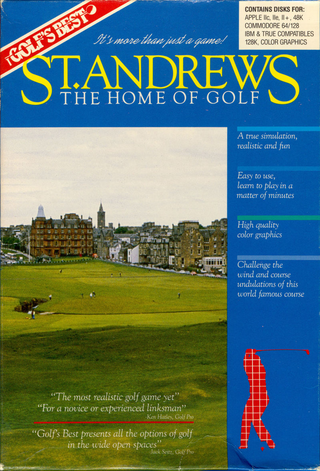 GOLF'S BEST
It's more than just a game!
CONTAINS DISKS FOR:
APPLE IIc, IIe, II+, 48K
COMMODORE 64/128
IBM & TRUE COMPATIBLES
128K, COLOR GRAPHICS
ST. ANDREWS
THE HOME OF GOLF
A true simulation,
realistic and fun
Easy to use,
learn to play in a
matter of minutes
High quality
color graphics
Challenge the
wind and course
undulations of this
world famous course
"The most realistic golf game yet"
"For a novice or experienced linksman"
Golf Pro
"Golf's Best presents all the options of golf
in the wide open spaces"
Golf Pro